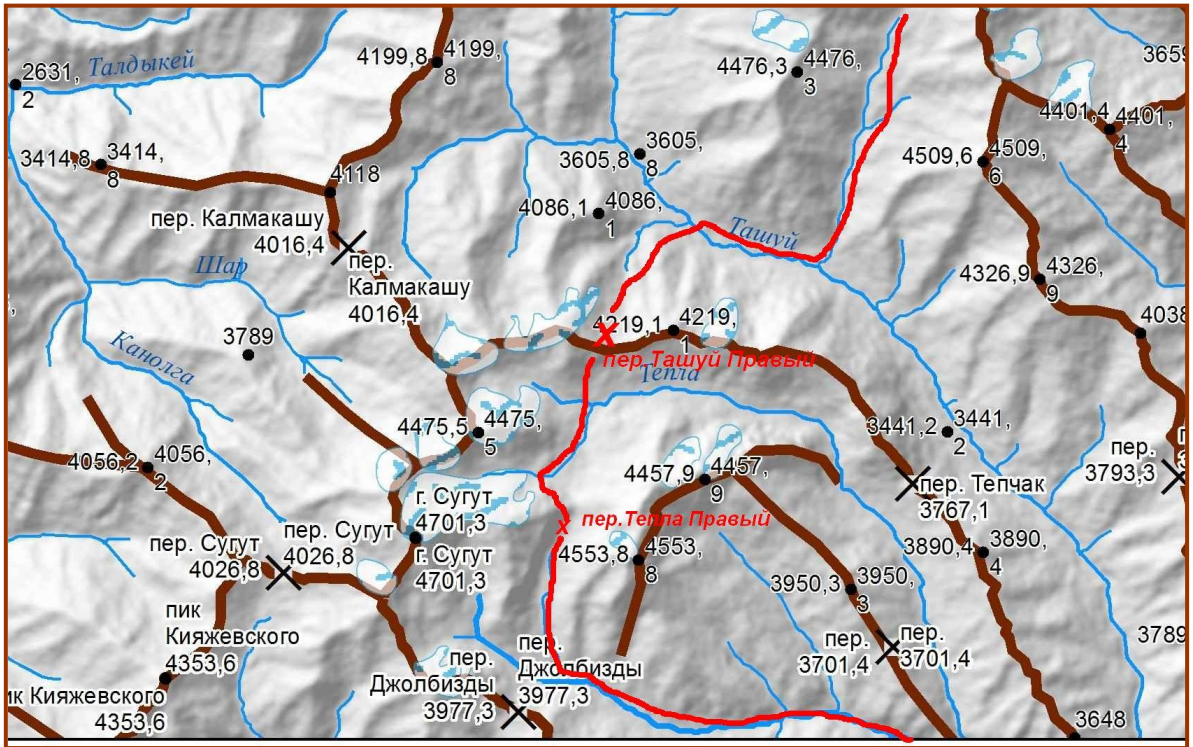 Талдыкей
2631,
2
4199,8
4199,
8
4476,3
4476,
3
4401,4
4401,
4
3414,8
3414,
8
4118
3605,8
3605,
8
4509,6
4509,
6
4086,1
4086,
1
пер. Калмакашу
4016,4
пер.
Калмакашу
4016,4
Ташуй
4326,9
4326,
9
4038
Шар
3789
Канолга
4219,1
4219,
1
пер.Ташуй Правый
Тепла
4475,5
4475,
5
3441,2
3441,
2
4056,2
4056,
2
4457,9
4457,
9
пер.
3793,3
пер. Тепчак
3767,1
г. Сугут
4701,3
г. Сугут
4701,3
пер. Сугут
4026,8
пер. Сугут
4026,8
пер.Тепла Правый
4553,8
4553,
8
3890,4
3890,
4
3950,3
3950,
3
пик
Кияжевского
4353,6
ик Кияжевского
4353,6
пер.
3701,4
пер.
3701,4
3789
пер.
Джолбизды
3977,3
пер.
Джолбизды
3977,3
3648